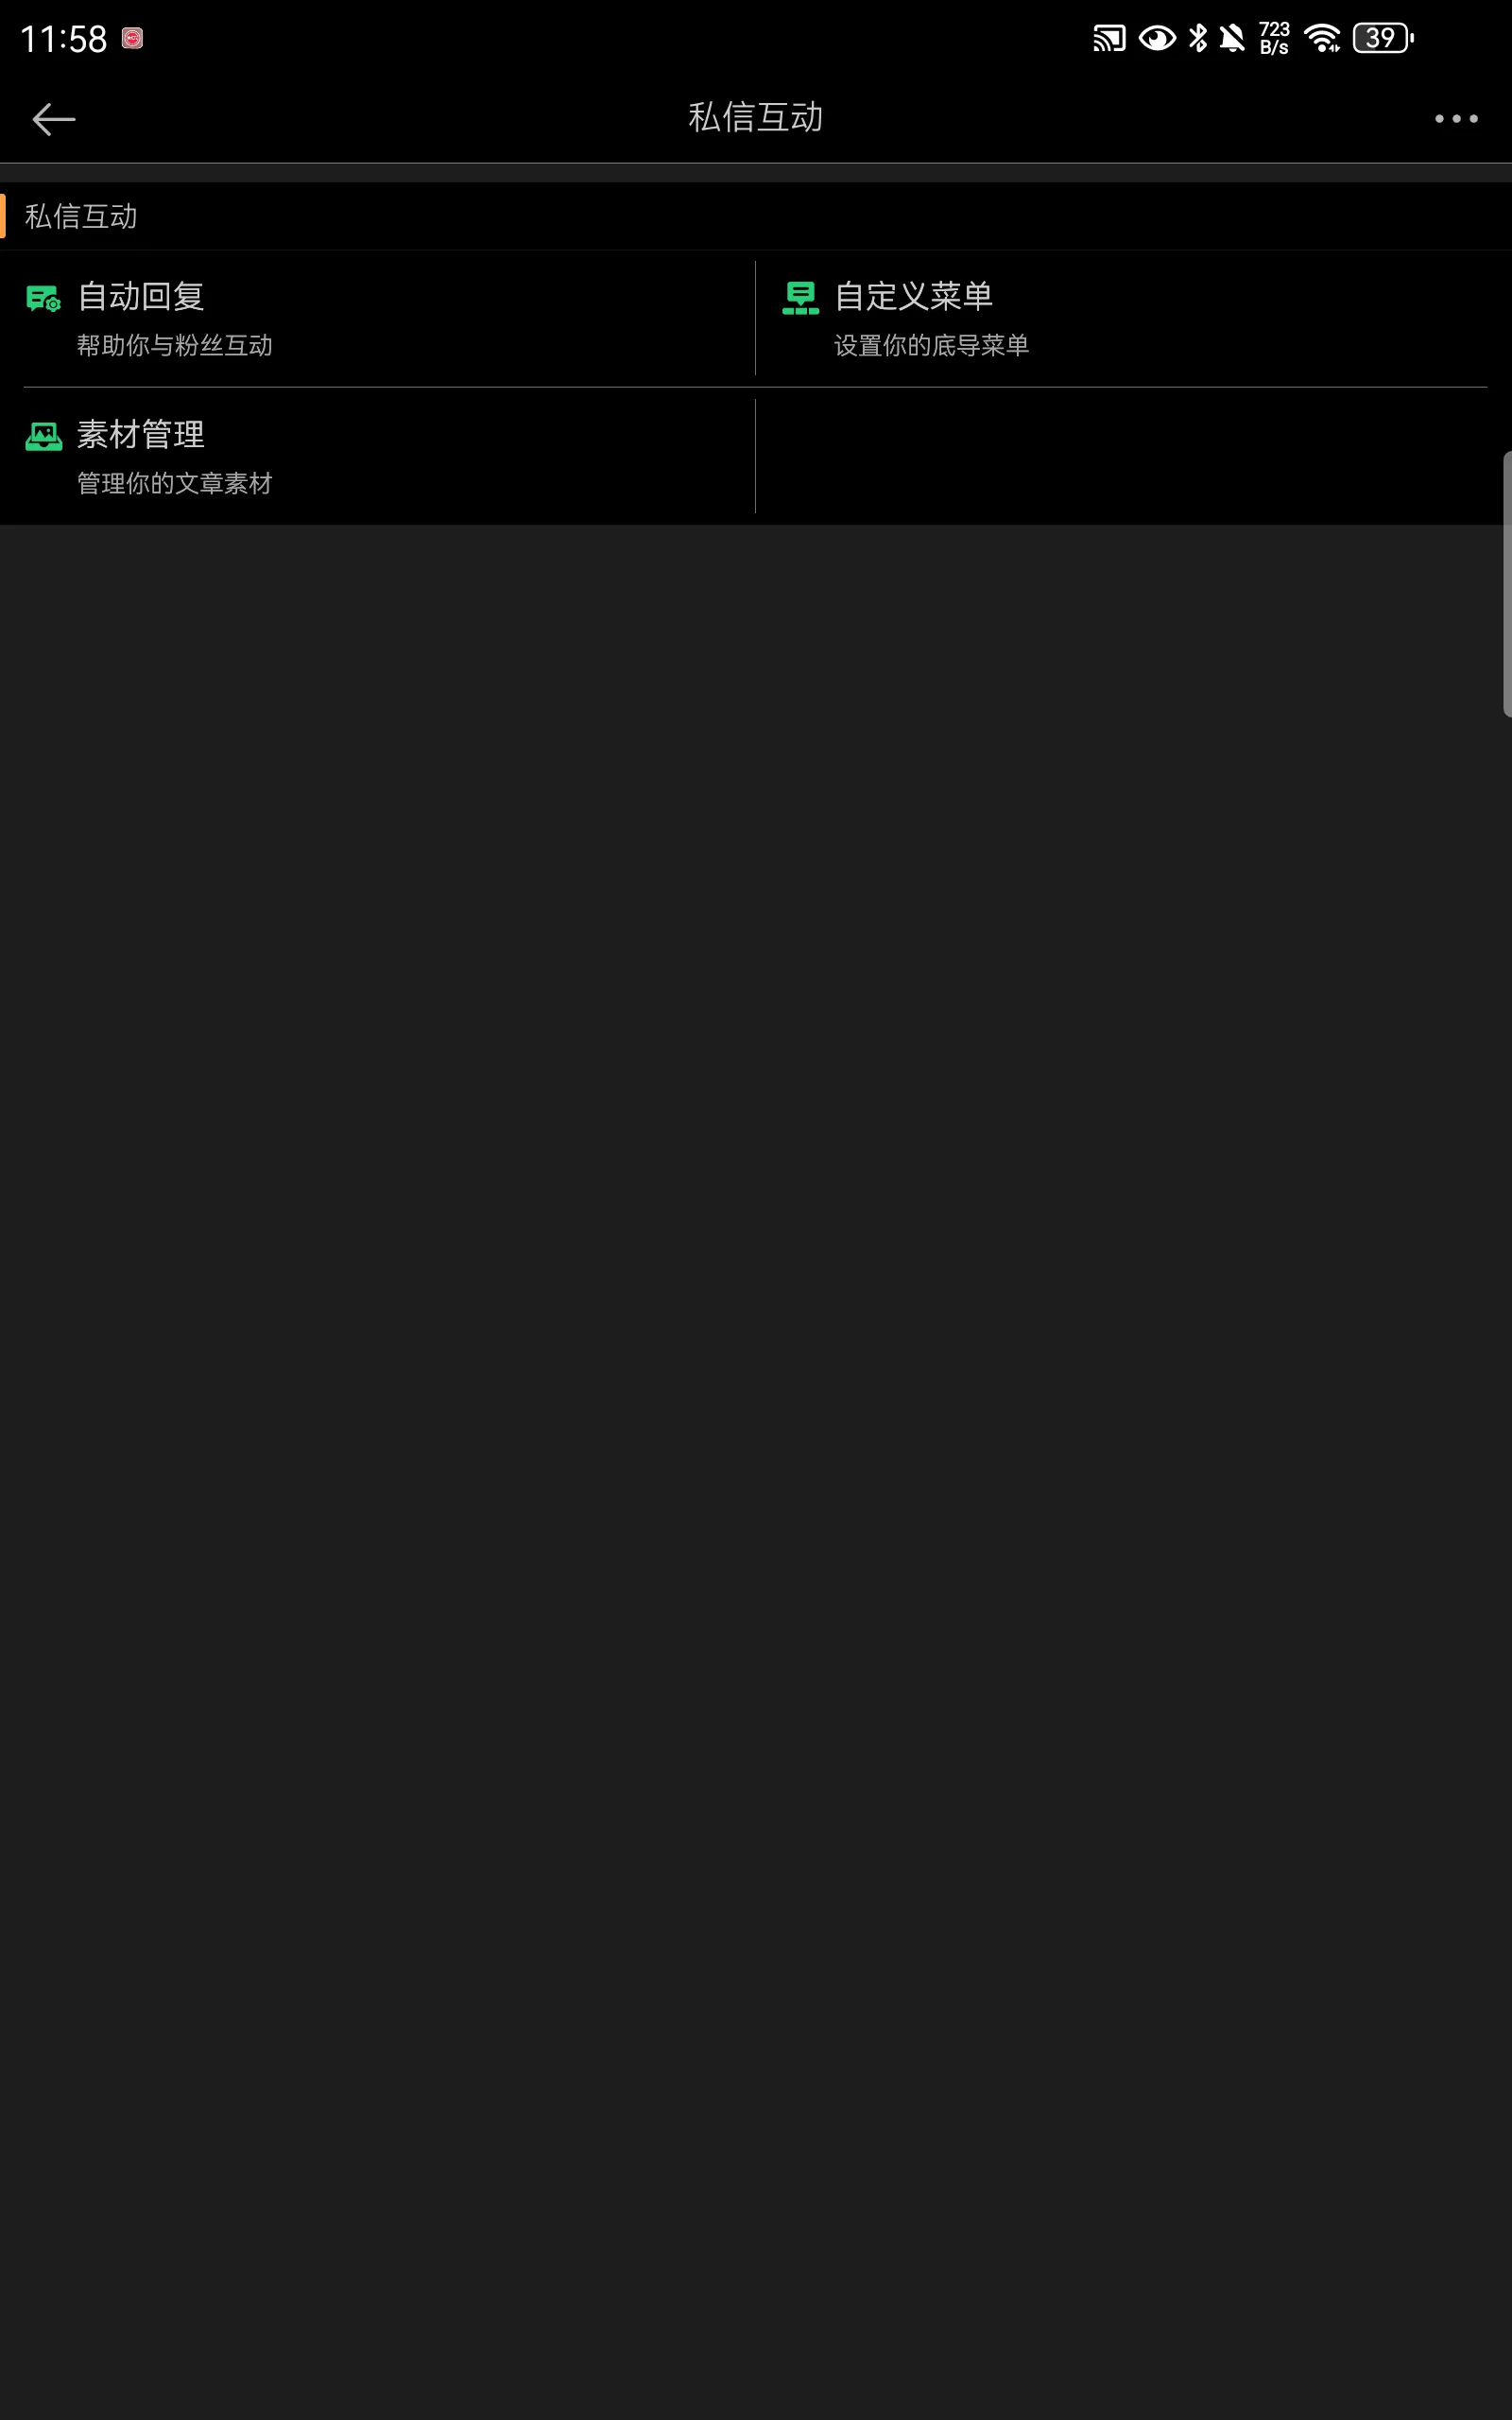 11:58
723
B/s
39
私信互动
私信互动
自动回复
帮助你与粉丝互动
自定义菜单
设置你的底导菜单
素材管理
管理你的文章素材